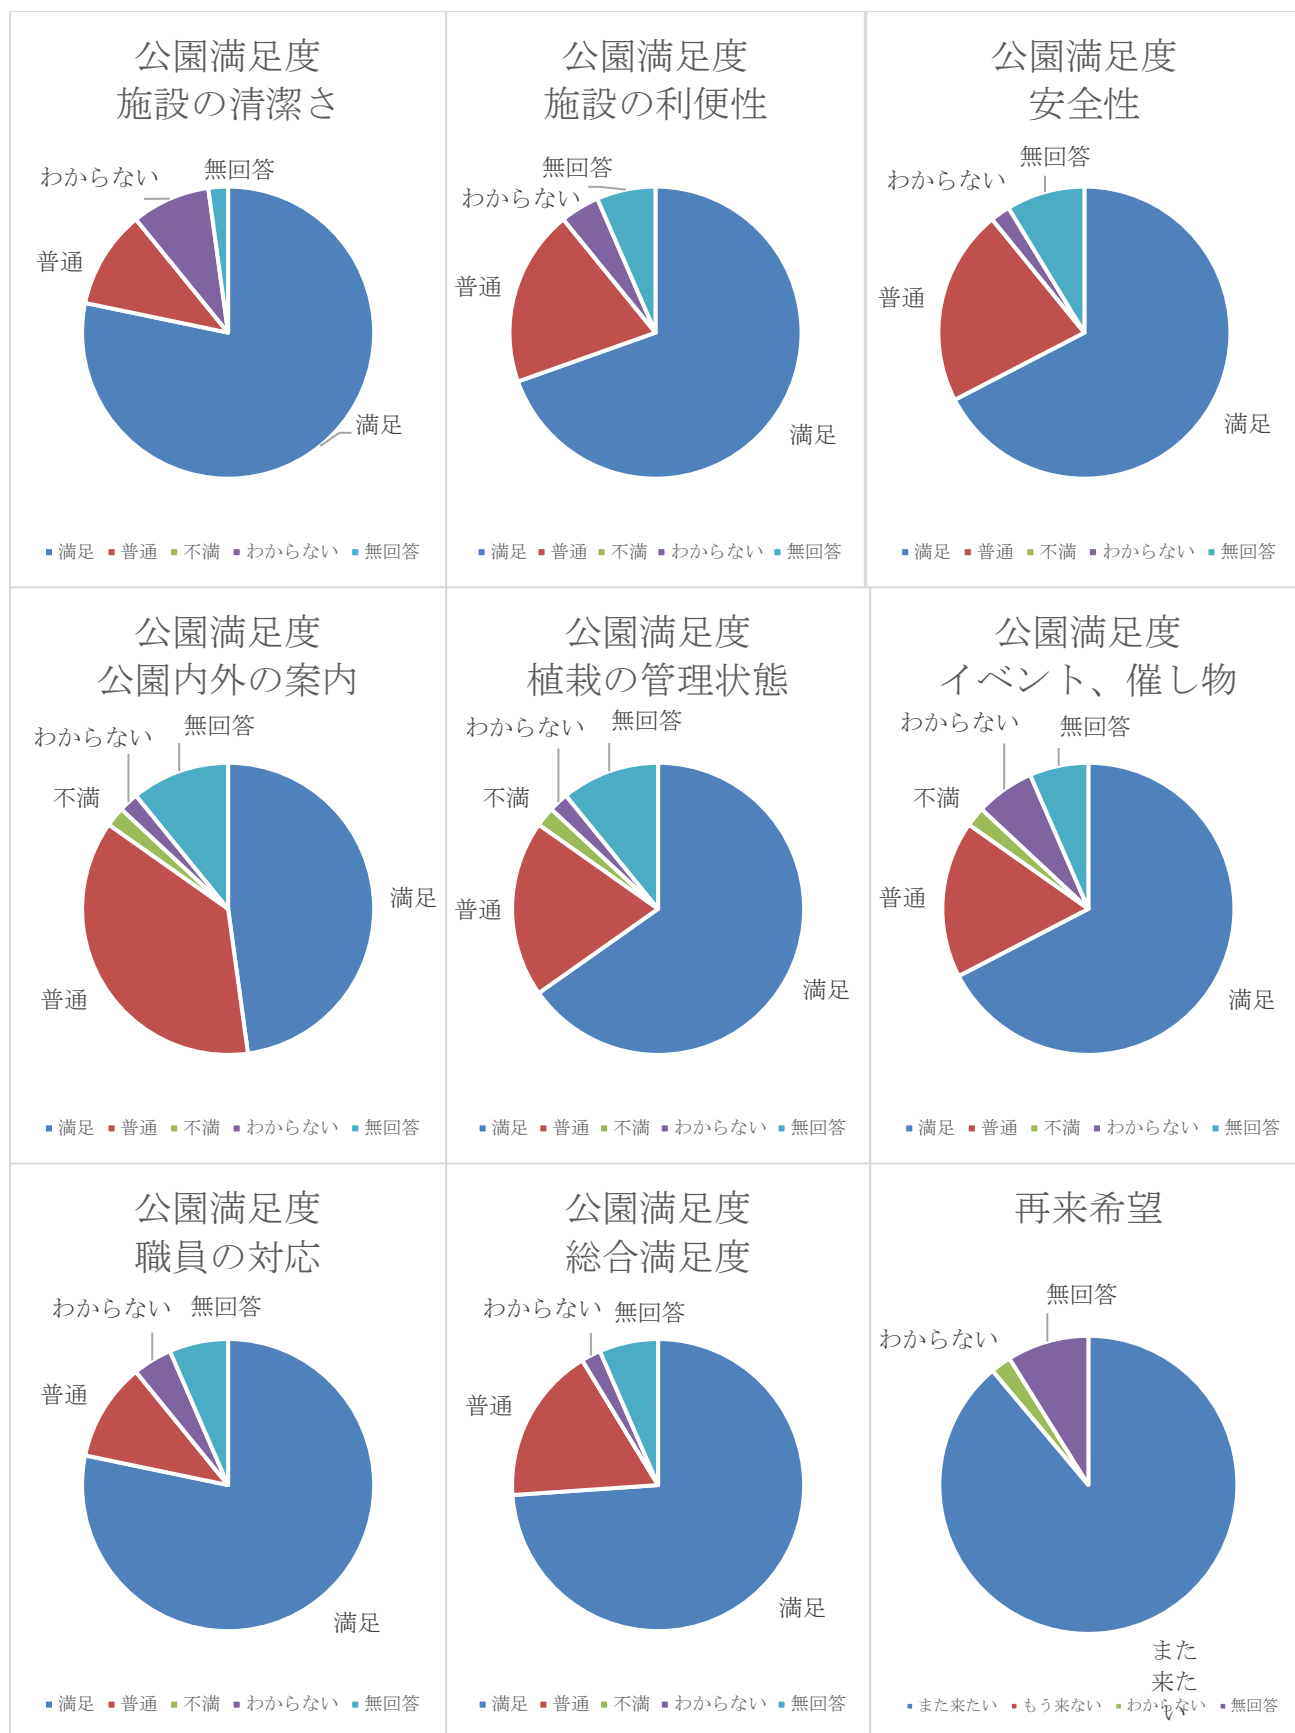 公園満足度
施設の清潔さ
無回答
わからない
普通
満足
満足 普通 不満 わからない 無回答
公園満足度
施設の利便性
無回答
わからない
普通
満足
満足 普通 不満 わからない 無回答
公園満足度
安全性
無回答
わからない
普通
満足
満足 普通 不満 わからない 無回答
公園満足度
公園内外の案内
無回答
わからない
不満
満足
普通
満足 普通 不満 わからない 無回答
公園満足度
植栽の管理状態
無回答
わからない
不満
普通
満足
満足 普通 不満 わからない 無回答
公園満足度
イベント、催し物
わからない
無回答
不満
普通
満足
満足 普通 不満 わからない 無回答
公園満足度
職員の対応
わからない
無回答
普通
満足
満足 普通 不満 わからない 無回答
公園満足度
総合満足度
わからない
無回答
普通
満足
満足 普通 不満 わからない 無回答
再来希望
無回答
わからない
また
来た
い
また来たい もう来ない わからない 無回答